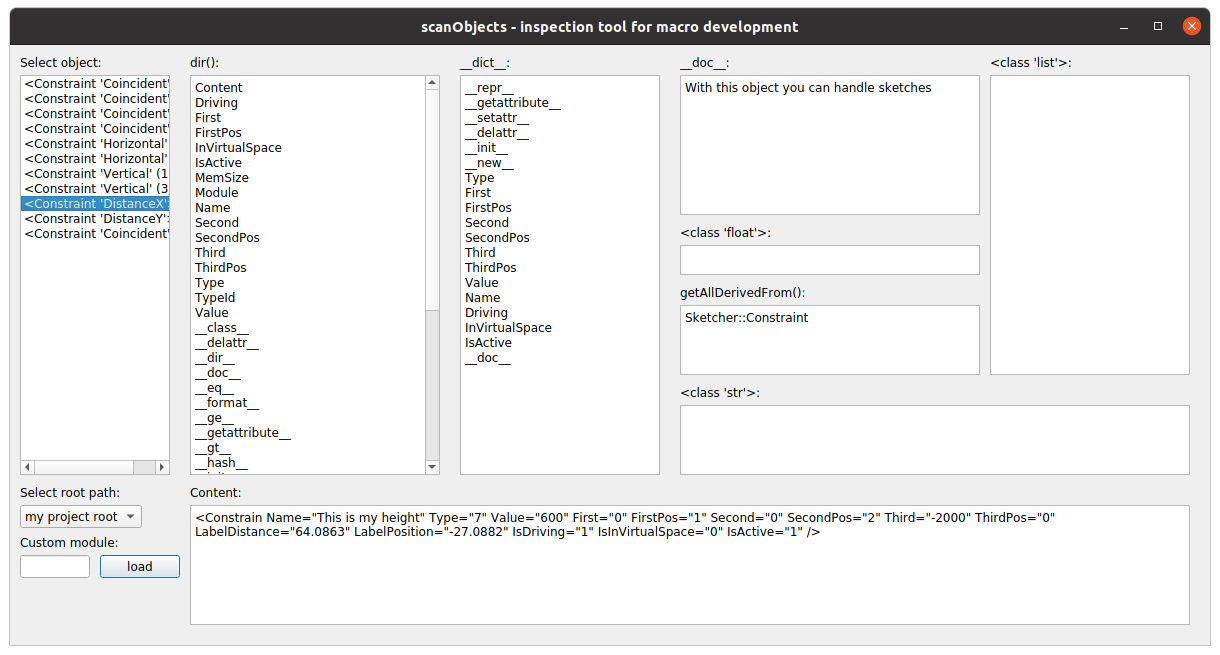 scanObjects - inspection tool for macro development
Select object:
<Constraint 'Coincident'
<Constraint 'Coincident'
<Constraint 'Coincident'
<Constraint 'Coincident'
<Constraint 'Horizontal'
<Constraint 'Horizontal'
<Constraint 'Vertical' (1
<Constraint 'Vertical' (3
<Constraint 'DistanceX':
<Constraint 'DistanceY':
<Constraint 'Coincident'
dir():
Content
Driving
First
FirstPos
InVirtualSpace
IsActive
MemSize
Module
Name
Second
SecondPos
Third
ThirdPos
Type
TypeId
Value
__class__
__delattr__
__dir__
__doc__
__eq__
__format__
__ge__
__getattribute__
__gt__
__hash__
__dict__:
__repr__
__getattribute__
__setattr__
__delattr__
__init__
__new__
Type
First
FirstPos
Second
SecondPos
Third
ThirdPos
Value
Name
Driving
InVirtualSpace
IsActive
__doc__
__doc__:
With this object you can handle sketches
<class 'float'>:
getAllDerivedFrom():
Sketcher::Constraint
<class 'list'>:
<class 'str'>:
Select root path:
my project root
Custom module:
load
Content:
<Constrain Name="This is my height" Type="7" Value="600" First="0" FirstPos="1" Second="0" SecondPos="2" Third="-2000" ThirdPos="0"
LabelDistance="64.0863" LabelPosition="-27.0882" IsDriving="1" IsInVirtualSpace="0" IsActive="1" />